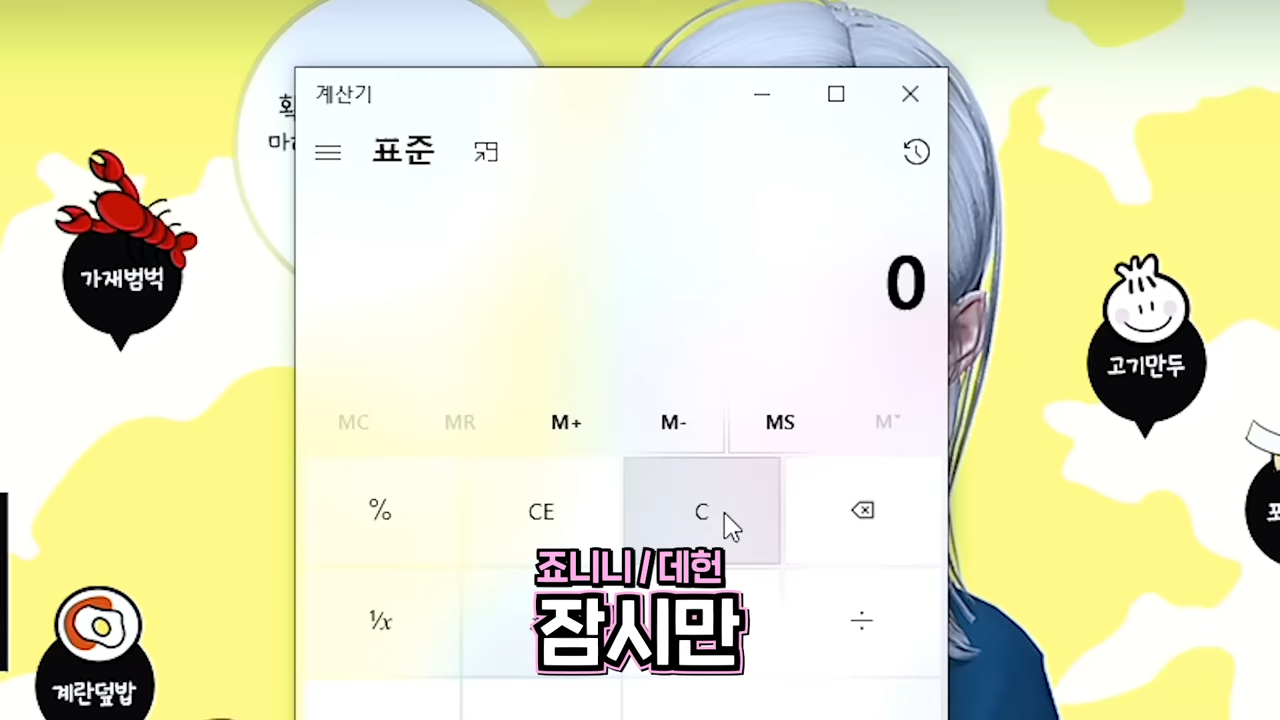 계산기
표준
0
MC MR M+ M- MS M˅
% CE C
¹/x ÷
가재범벅
고기만두
계란덮밥
죠니니 / 데헌
잠시만